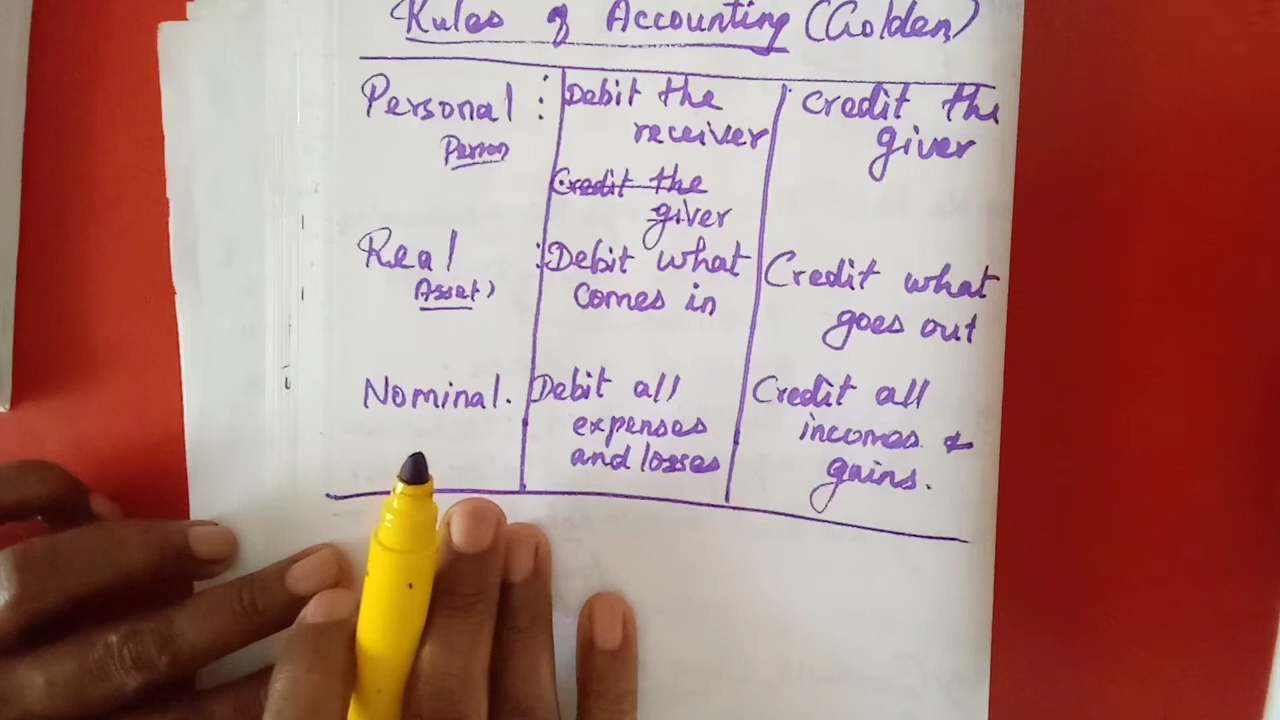 Rules of Accounting (Golden)
Personal : Debit the receiver
Credit the giver
Person
Credit the giver
Real : Debit what comes in
Credit what goes out
Asset)
Nominal. Debit all expenses and losses
Credit all incomes & gains.